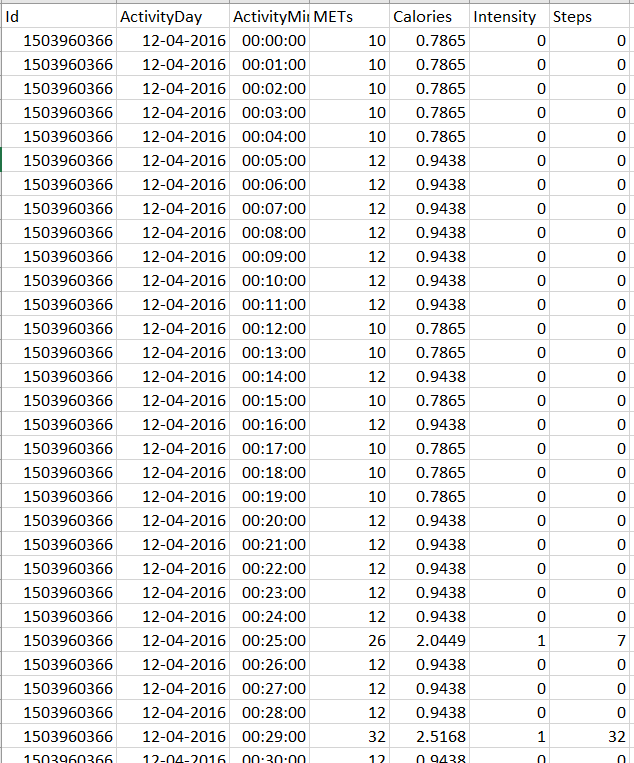 Id ActivityDay ActivityMi METs Calories Intensity Steps
1503960366 12-04-2016 00:00:00 10 0.7865 0 0
1503960366 12-04-2016 00:01:00 10 0.7865 0 0
1503960366 12-04-2016 00:02:00 10 0.7865 0 0
1503960366 12-04-2016 00:03:00 10 0.7865 0 0
1503960366 12-04-2016 00:04:00 10 0.7865 0 0
1503960366 12-04-2016 00:05:00 12 0.9438 0 0
1503960366 12-04-2016 00:06:00 12 0.9438 0 0
1503960366 12-04-2016 00:07:00 12 0.9438 0 0
1503960366 12-04-2016 00:08:00 12 0.9438 0 0
1503960366 12-04-2016 00:09:00 12 0.9438 0 0
1503960366 12-04-2016 00:10:00 12 0.9438 0 0
1503960366 12-04-2016 00:11:00 12 0.9438 0 0
1503960366 12-04-2016 00:12:00 10 0.7865 0 0
1503960366 12-04-2016 00:13:00 10 0.7865 0 0
1503960366 12-04-2016 00:14:00 12 0.9438 0 0
1503960366 12-04-2016 00:15:00 10 0.7865 0 0
1503960366 12-04-2016 00:16:00 12 0.9438 0 0
1503960366 12-04-2016 00:17:00 10 0.7865 0 0
1503960366 12-04-2016 00:18:00 10 0.7865 0 0
1503960366 12-04-2016 00:19:00 10 0.7865 0 0
1503960366 12-04-2016 00:20:00 12 0.9438 0 0
1503960366 12-04-2016 00:21:00 12 0.9438 0 0
1503960366 12-04-2016 00:22:00 12 0.9438 0 0
1503960366 12-04-2016 00:23:00 12 0.9438 0 0
1503960366 12-04-2016 00:24:00 12 0.9438 0 0
1503960366 12-04-2016 00:25:00 26 2.0449 1 7
1503960366 12-04-2016 00:26:00 12 0.9438 0 0
1503960366 12-04-2016 00:27:00 12 0.9438 0 0
1503960366 12-04-2016 00:28:00 12 0.9438 0 0
1503960366 12-04-2016 00:29:00 32 2.5168 1 32
1503960366 12-04-2016 00:30:00 12 0.9438 0 0